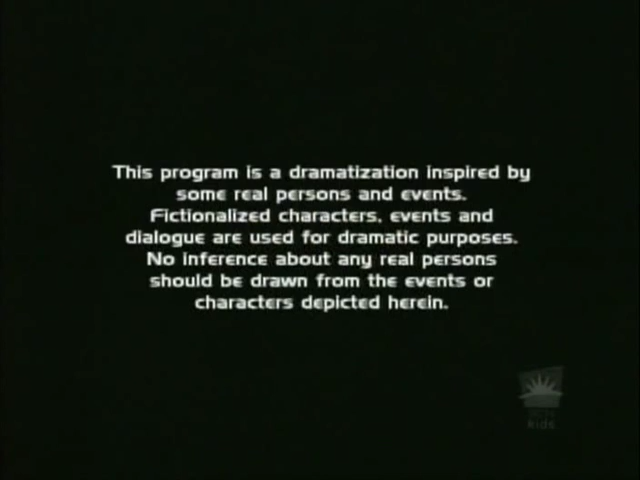 This program is a dramatization inspired by
some real persons and events.
Fictionalized characters, events and
dialogue are used for dramatic purposes.
No inference about any real persons
should be drawn from the events or
characters depicted herein.
kids